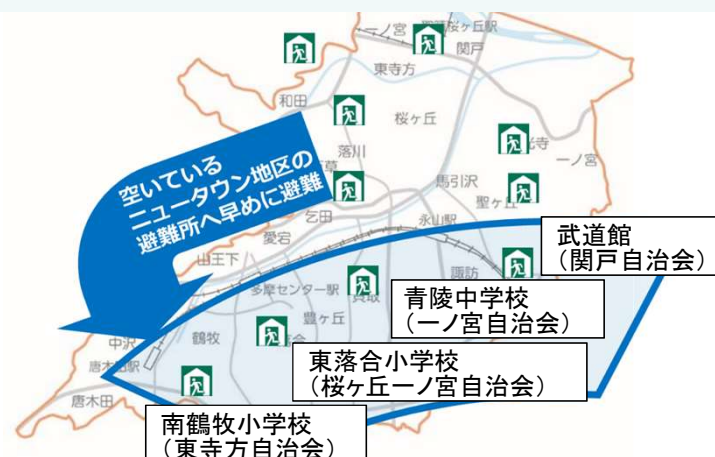 一ノ宮
聖蹟桜ヶ丘駅
関戸
東寺方
和田
桜ヶ丘
落川
一ノ宮
馬引沢
聖ヶ丘
乞田
永山駅
愛宕
山王下
空いている
ニュータウン地区の
避難所へ早めに避難
武道館
（関戸自治会）
諏訪
多摩センター駅
貝取
青陵中学校
（一ノ宮自治会）
豊ヶ丘
鶴牧
中沢
唐木田駅
東落合小学校
（桜ヶ丘一ノ宮自治会）
唐木田
南鶴牧小学校
（東寺方自治会）